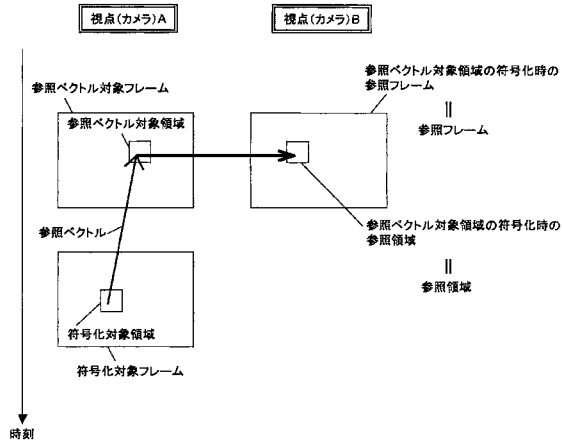 視点(カメラ)A
視点(カメラ)B
参照ベクトル対象領域の符号化時の
参照フレーム
||
参照フレーム
参照ベクトル対象フレーム
参照ベクトル対象領域
参照ベクトル
参照ベクトル対象領域の符号化時の
参照領域
||
参照領域
符号化対象領域
符号化対象フレーム
時刻